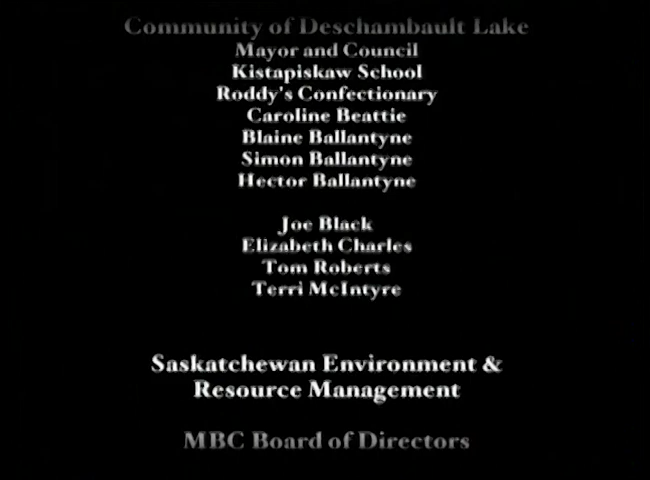 Community of Deschambault Lake
Mayor and Council
Kistapiskaw School
Roddy's Confectionary
Caroline Beattie
Blaine Ballantyne
Simon Ballantyne
Hector Ballantyne
Joe Black
Elizabeth Charles
Tom Roberts
Terri McIntyre
Saskatchewan Environment &
Resource Management
MBC Board of Directors